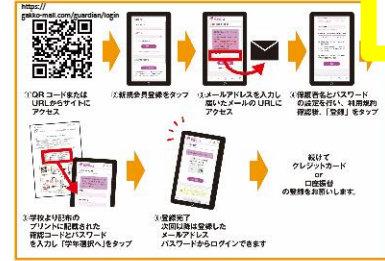 https://
gakko-mall.com/guardian/login
①QRコードまたは
URLからサイトに
アクセス
②新規会員登録をタップ
③メールアドレスを入力し
届いたメールのURLに
アクセス
④保護者名とパスワード
の設定を行い、利用規約
確認後、「登録」をタップ
⑤学校より配布の
プリントに記載された
確認コードとパスワード
を入力し「学年選択へ」をタップ
⑥登録完了
次回以降は登録した
メールアドレス
パスワードからログインできます
続けて
クレジットカード
or
口座振替
の登録をお願いします。